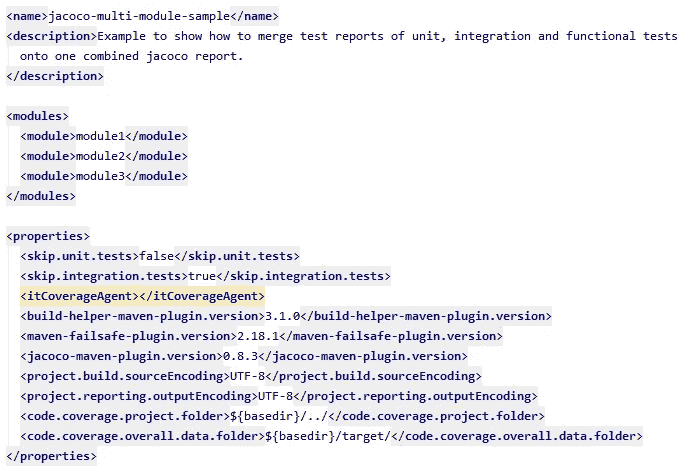 <name>jacoco-multi-module-sample</name>
<description>Example to show how to merge test reports of unit, integration and functional tests
onto one combined jacoco report.
</description>
<modules>
<module>module1</module>
<module>module2</module>
<module>module3</module>
</modules>
<properties>
<skip.unit.tests>false</skip.unit.tests>
<skip.integration.tests>true</skip.integration.tests>
<itCoverageAgent></itCoverageAgent>
<build-helper-maven-plugin.version>3.1.0</build-helper-maven-plugin.version>
<maven-failsafe-plugin.version>2.18.1</maven-failsafe-plugin.version>
<jacoco-maven-plugin.version>0.8.3</jacoco-maven-plugin.version>
<project.build.sourceEncoding>UTF-8</project.build.sourceEncoding>
<project.reporting.outputEncoding>UTF-8</project.reporting.outputEncoding>
<code.coverage.project.folder>${basedir}/../</code.coverage.project.folder>
<code.coverage.overall.data.folder>${basedir}/target/</code.coverage.overall.data.folder>
</properties>